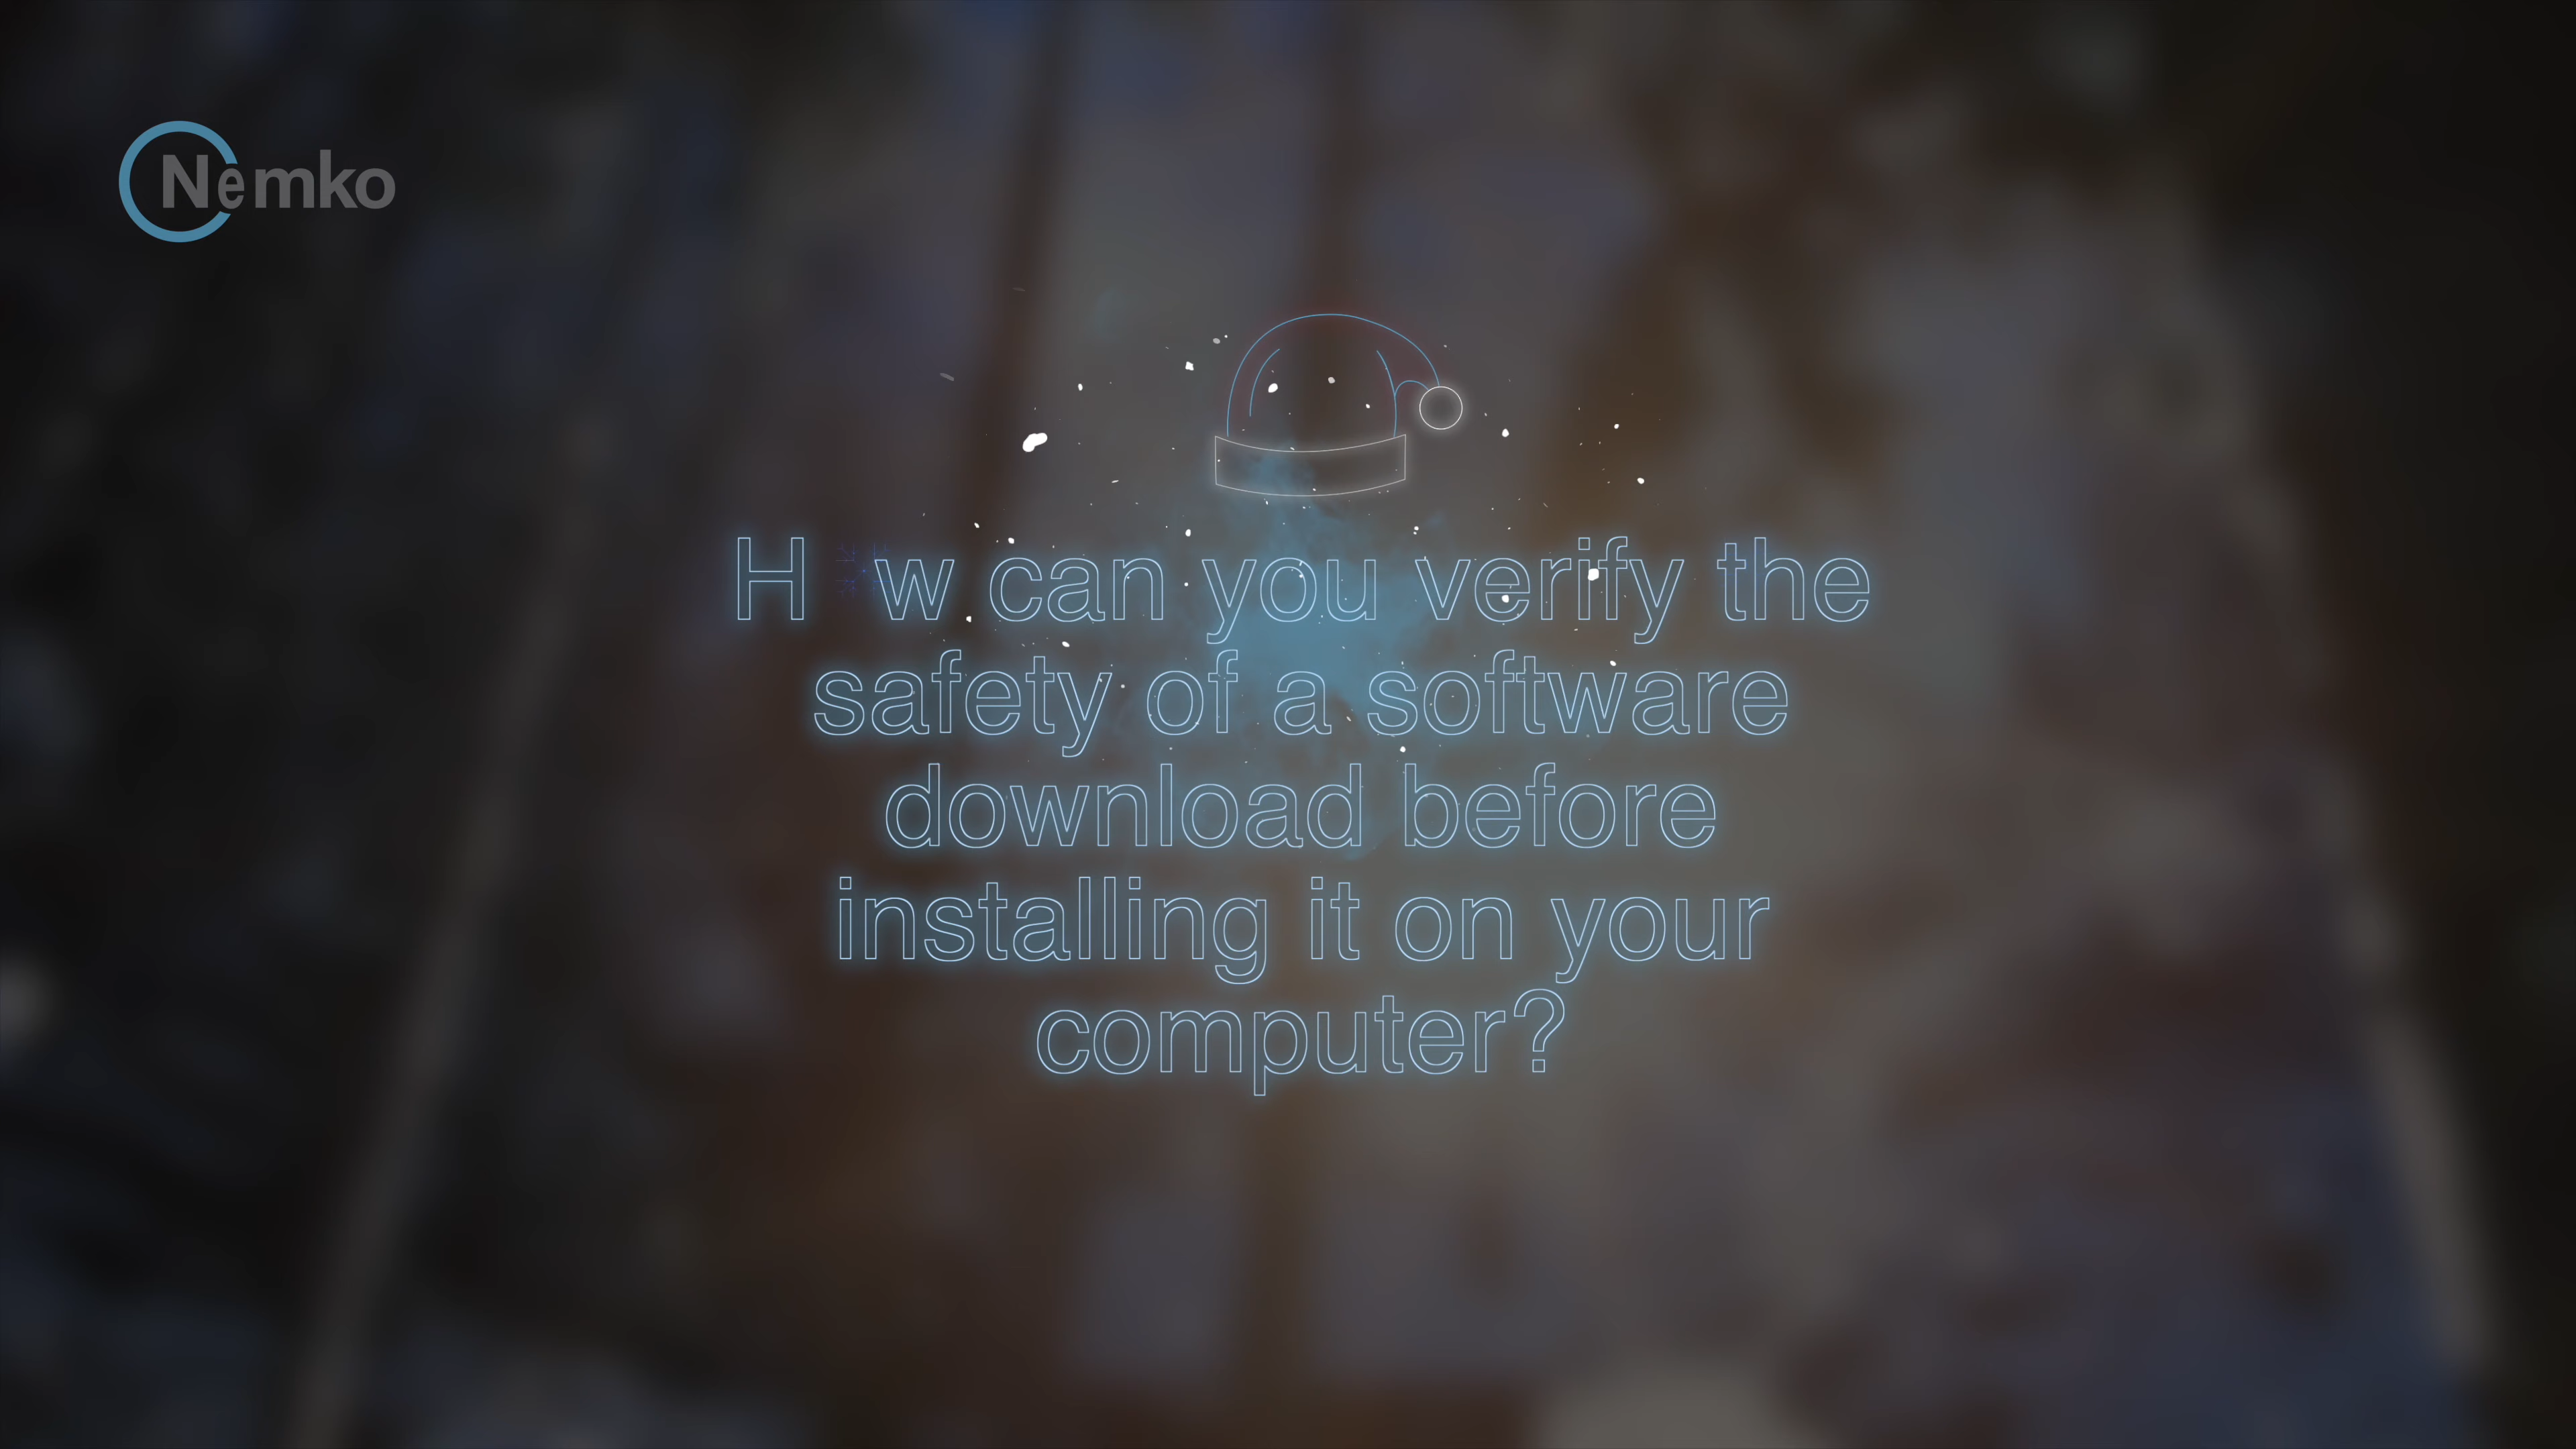 Nemko
H w can you verify the
safety of a software
download before
installing it on your
computer?